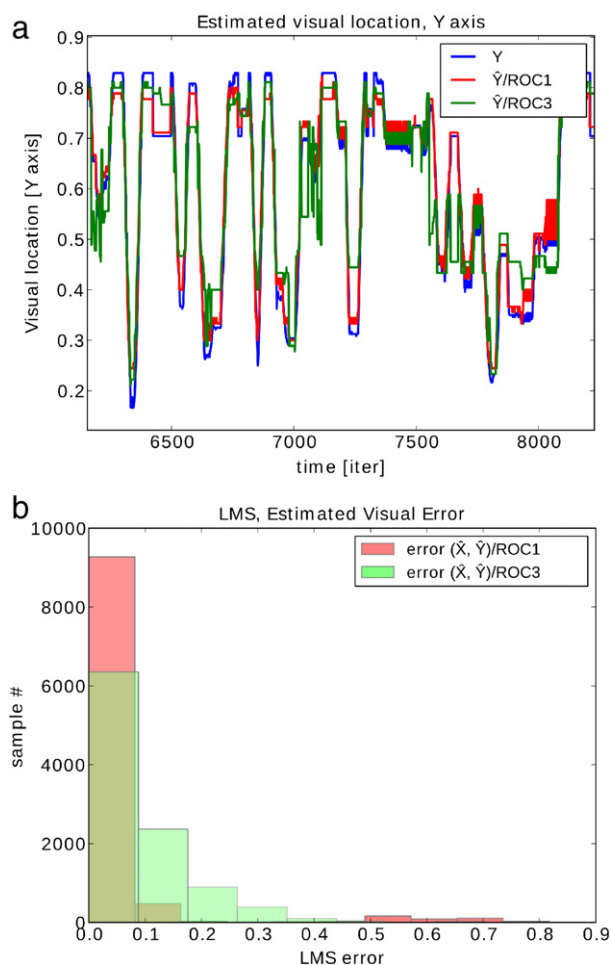 a
Estimated visual location, Y axis
0.9
0.8
0.7
0.6
0.5
0.4
0.3
0.2
Visual location [Y axis]
Y
Ŷ/ROC1
Ŷ/ROC3
6500
7000
7500
8000
time [iter]
b
LMS, Estimated Visual Error
10000
8000
6000
4000
2000
0
sample #
error (X̂, Ŷ)/ROC1
error (X̂, Ŷ)/ROC3
0.0
0.1
0.2
0.3
0.4
0.5
0.6
0.7
0.8
0.9
LMS error